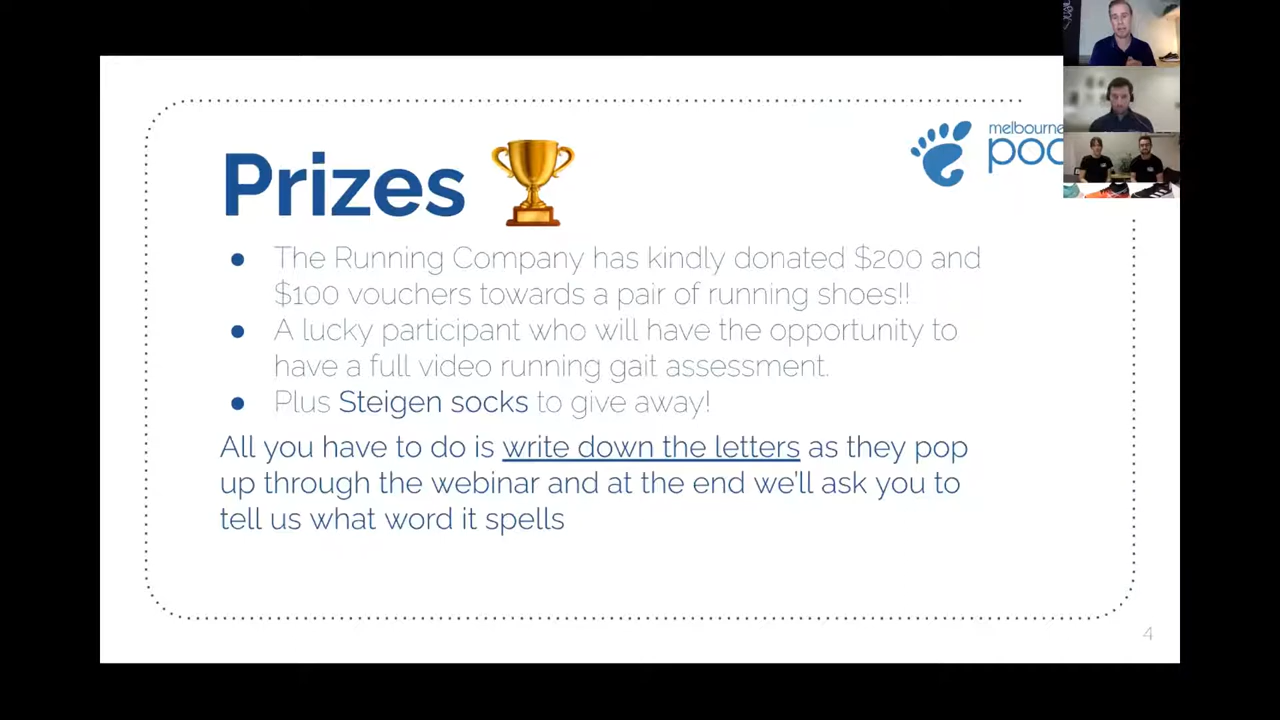 Prizes
melbourne
The Running Company has kindly donated $200 and
$100 vouchers towards a pair of running shoes!!
A lucky participant who will have the opportunity to
have a full video running gait assessment.
Plus Steigen socks to give away!
All you have to do is write down the letters as they pop
up through the webinar and at the end we'll ask you to
tell us what word it spells
4